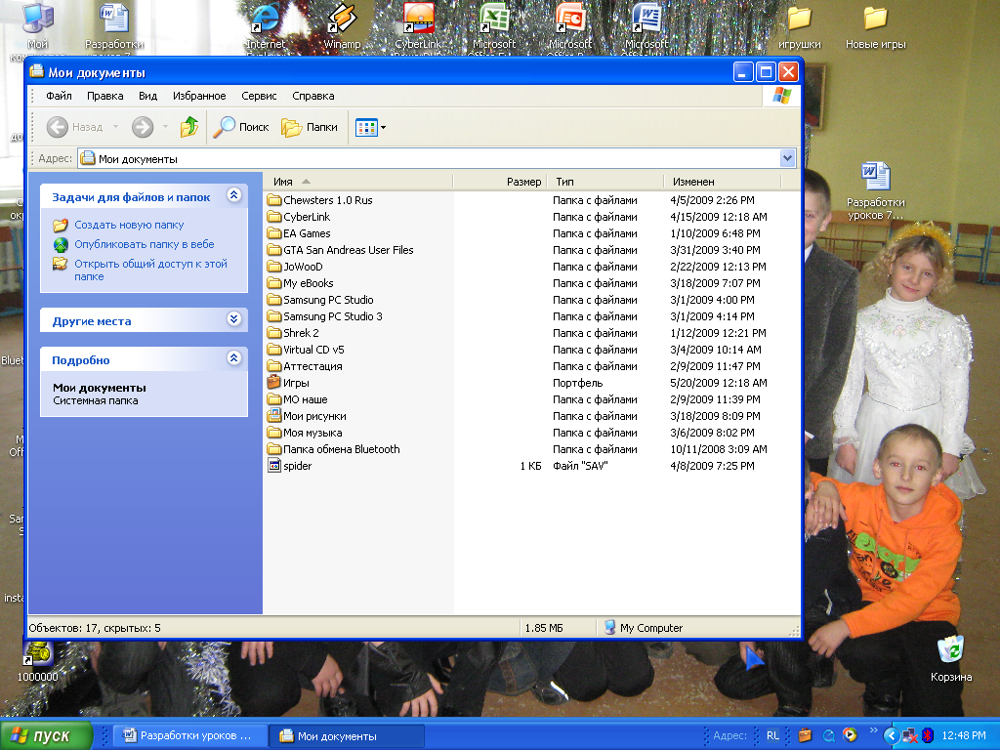 Мой
Разработки
Internet
Winamp
CyberLink
Microsoft
Microsoft
Microsoft
игрушки
Новые игры
Мои документы
Файл Правка Вид Избранное Сервис Справка
Назад Поиск Папки
Адрес: Мои документы
Задачи для файлов и папок
Создать новую папку
Опубликовать папку в вебе
Открыть общий доступ к этой
папке
Другие места
Подробно
Мои документы
Системная папка
Имя Размер Тип Изменен
Chewsters 1.0 Rus Папка с файлами 4/5/2009 2:26 PM
CyberLink Папка с файлами 4/15/2009 12:18 AM
EA Games Папка с файлами 1/10/2009 6:48 PM
GTA San Andreas User Files Папка с файлами 3/31/2009 3:40 PM
JoWooD Папка с файлами 2/22/2009 12:13 PM
My eBooks Папка с файлами 3/18/2009 7:07 PM
Samsung PC Studio Папка с файлами 3/1/2009 4:00 PM
Samsung PC Studio 3 Папка с файлами 3/1/2009 4:14 PM
Shrek 2 Папка с файлами 1/12/2009 12:21 PM
Virtual CD v5 Папка с файлами 3/4/2009 10:14 AM
Аттестация Папка с файлами 2/9/2009 11:47 PM
Игры Портфель 5/20/2009 12:18 AM
МО наше Папка с файлами 2/9/2009 11:39 PM
Мои рисунки Папка с файлами 3/18/2009 8:09 PM
Моя музыка Папка с файлами 3/6/2009 8:02 PM
Папка обмена Bluetooth Папка с файлами 10/11/2008 3:09 AM
spider 1 КБ Файл "SAV" 4/8/2009 7:25 PM
Объектов: 17, скрытых: 5 1.85 МБ My Computer
Разработки
уроков 7...
1000000
Корзина
пуск Разработки уроков ... Мои документы Адрес: RL 12:48 PM